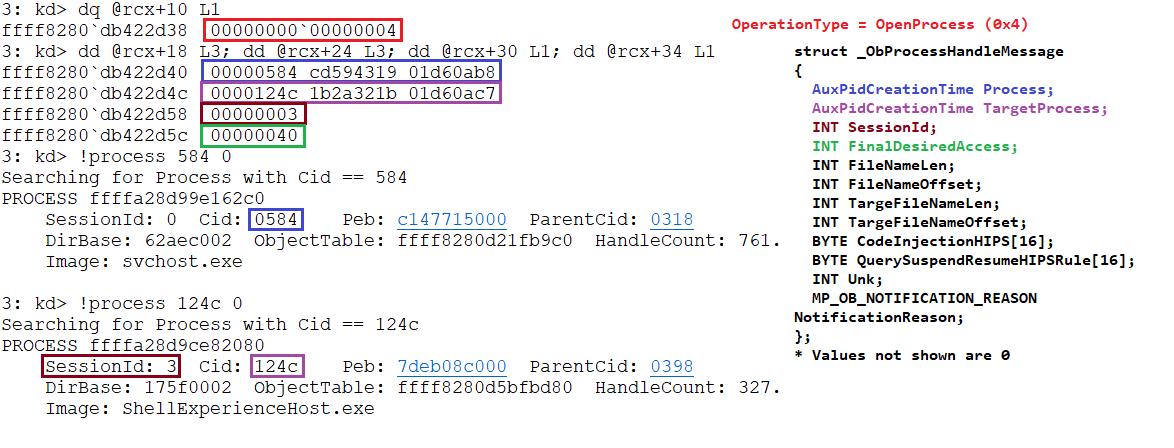 3: kd> dq @rcx+10 L1
ffff8280`db422d38  00000000`00000004
3: kd> dd @rcx+18 L3; dd @rcx+24 L3; dd @rcx+30 L1; dd @rcx+34 L1
ffff8280`db422d40  00000584 cd594319 01d60ab8
ffff8280`db422d4c  0000124c 1b2a321b 01d60ac7
ffff8280`db422d58  00000003
ffff8280`db422d5c  00000040
3: kd> !process 584 0
Searching for Process with Cid == 584
PROCESS ffffa28d99e162c0
    SessionId: 0  Cid: 0584    Peb: c147715000  ParentCid: 0318
    DirBase: 62aec002  ObjectTable: ffff8280d21fb9c0  HandleCount: 761.
    Image: svchost.exe
3: kd> !process 124c 0
Searching for Process with Cid == 124c
PROCESS ffffa28d9ce82080
    SessionId: 3  Cid: 124c    Peb: 7deb08c000  ParentCid: 0398
    DirBase: 175f0002  ObjectTable: ffff8280d5bfbd80  HandleCount: 327.
    Image: ShellExperienceHost.exe
OperationType = OpenProcess (0x4)
struct _ObProcessHandleMessage
{
  AuxPidCreationTime Process;
  AuxPidCreationTime TargetProcess;
  INT SessionId;
  INT FinalDesiredAccess;
  INT FileNameLen;
  INT FileNameOffset;
  INT TargeFileNameLen;
  INT TargeFileNameOffset;
  BYTE CodeInjectionHIPS[16];
  BYTE QuerySuspendResumeHIPSRule[16];
  INT Unk;
  MP_OB_NOTIFICATION_REASON
NotificationReason;
};
* Values not shown are 0